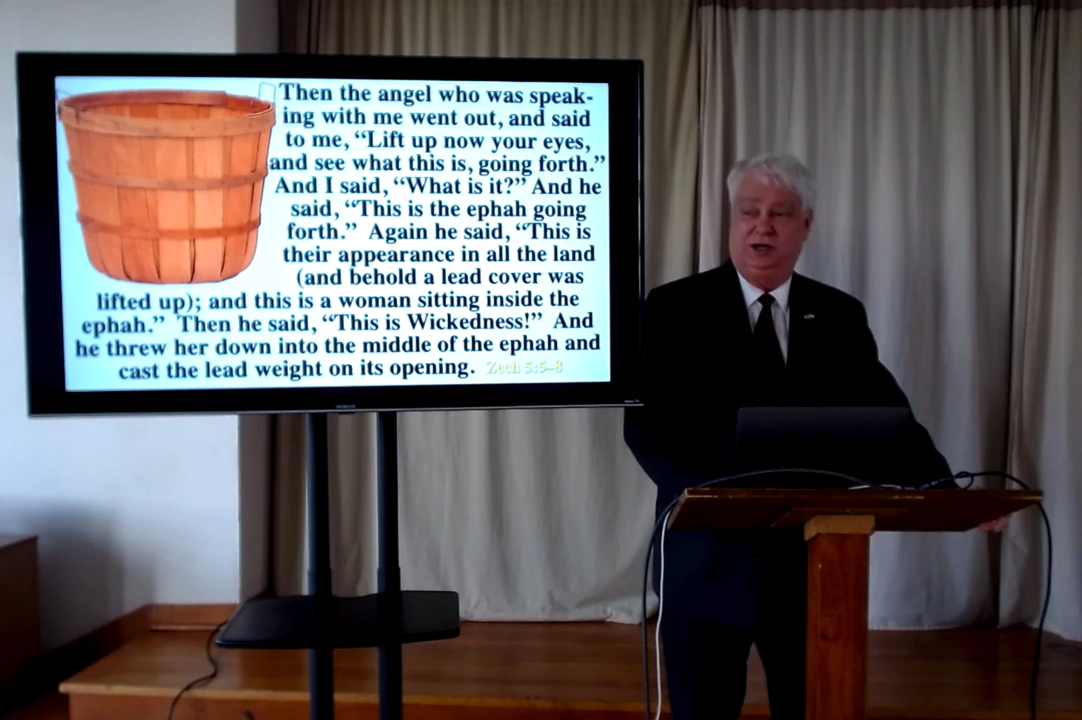 Then the angel who was speak-
ing with me went out, and said
to me, “Lift up now your eyes,
and see what this is, going forth.”
And I said, “What is it?” And he
said, “This is the ephah going
forth.” Again he said, “This is
their appearance in all the land
(and behold a lead cover was
lifted up); and this is a woman sitting inside the
ephah.” Then he said, “This is Wickedness!” And
he threw her down into the middle of the ephah and
cast the lead weight on its opening. Zech 5:5–8
HITACHI